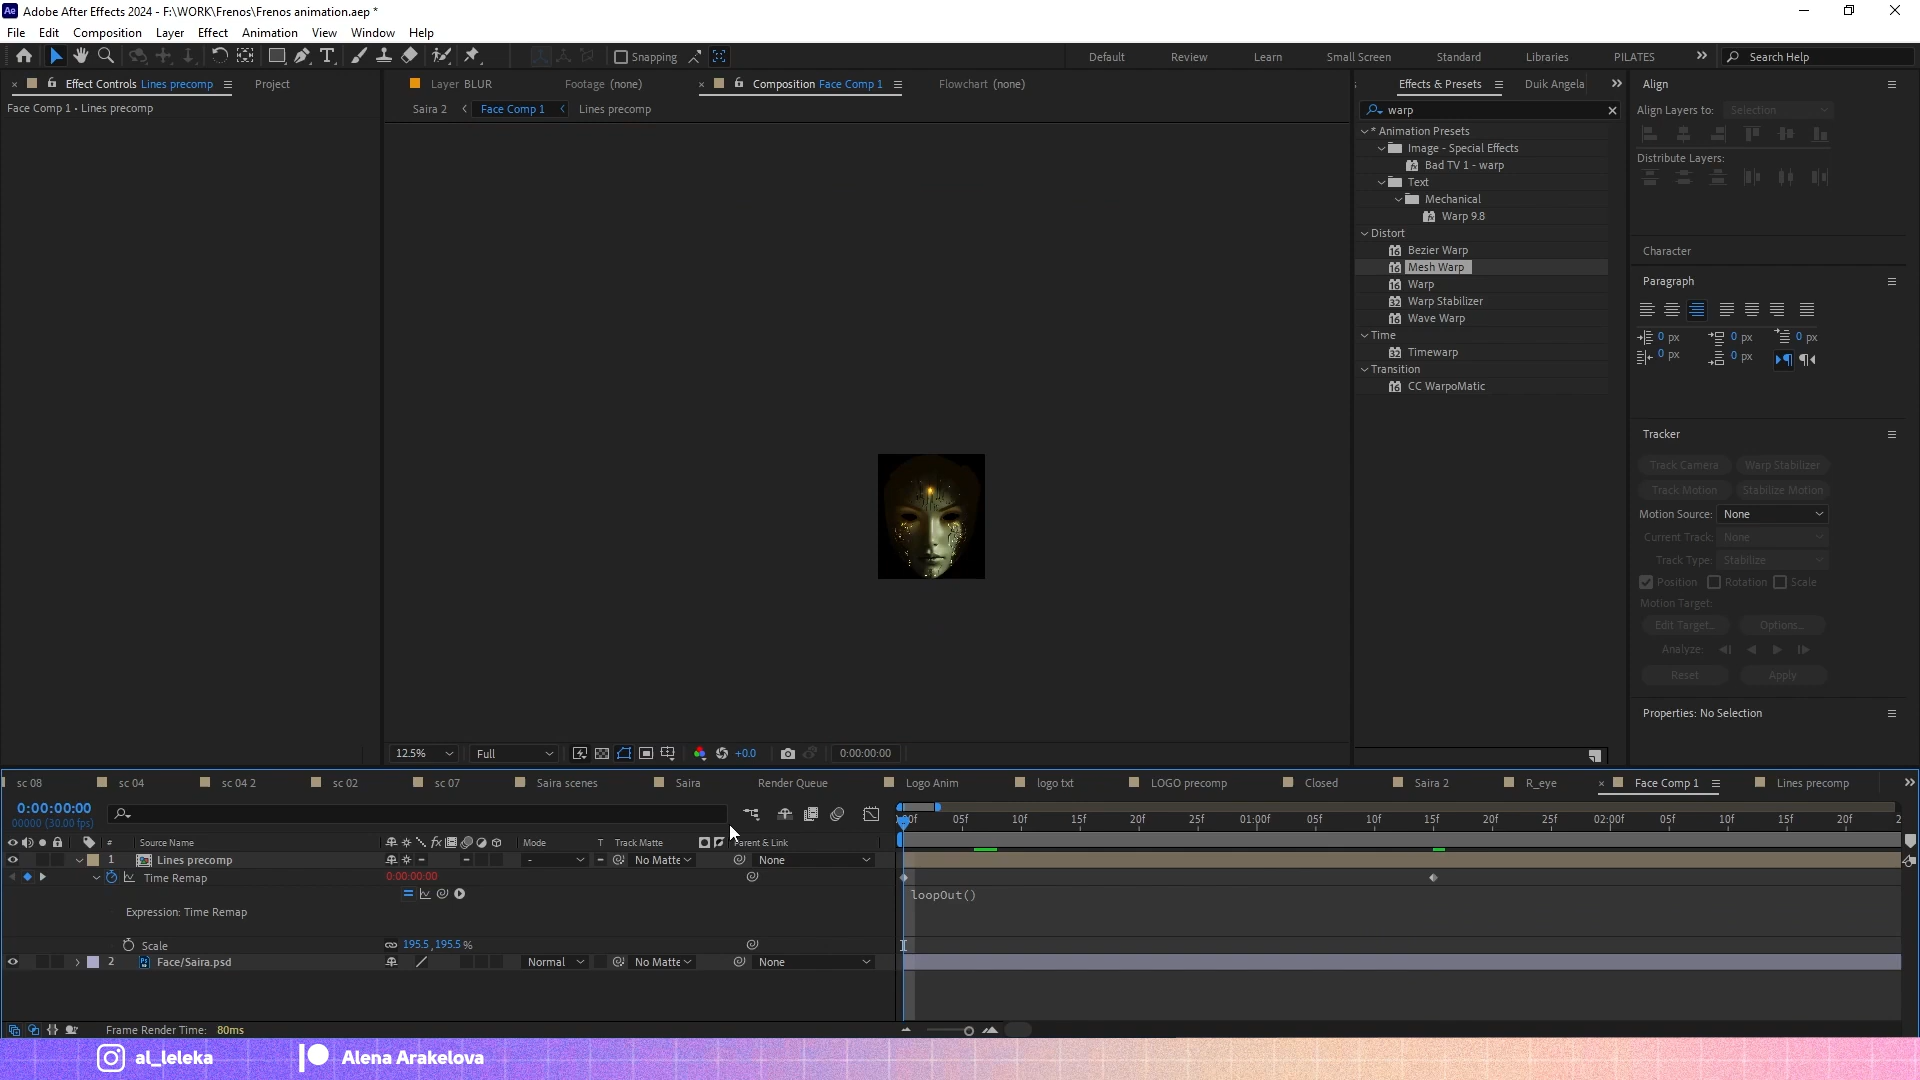 Ae Adobe After Effects 2024 - F:\WORK\Frenos\Frenos animation.aep *
File Edit Composition Layer Effect Animation View Window Help
Snapping Default Review Learn Small Screen Standard Libraries PILATES » Search Help
× Effect Controls Lines precomp Project
Layer BLUR Footage (none) × Composition Face Comp 1 Flowchart (none)
Effects & Presets Duik Angela » Align
Face Comp 1 • Lines precomp
Saira 2 Face Comp 1 Lines precomp
warp
Align Layers to: Selection
* Animation Presets
Image - Special Effects
Distribute Layers:
Bad TV 1 - warp
Text
Mechanical
Warp 9.8
Distort
Bezier Warp
Character
Mesh Warp
Paragraph
Warp
Warp Stabilizer
Wave Warp
Time
0 px 0 px 0 px
Timewarp
0 px 0 px
Transition
CC WarpoMatic
Tracker
Track Camera Warp Stabilizer
Track Motion Stabilize Motion
Motion Source: None
Current Track: None
Track Type: Stabilize
Position Rotation Scale
Motion Target:
Edit Target... Options...
Analyze:
Reset Apply
Properties: No Selection
12.5% Full +0.0 0:00:00:00
sc 08 sc 04 sc 04 2 sc 02 sc 07 Saira scenes Saira Render Queue Logo Anim logo txt LOGO precomp Closed Saira 2 R_eye × Face Comp 1 Lines precomp »
0:00:00:00
00000 (30.00 fps)
:00f 05f 10f 15f 20f 25f 01:00f 05f 10f 15f 20f 25f 02:00f 05f 10f 15f 20f 2
# Source Name Mode T Track Matte Parent & Link
1 Lines precomp - No Matte None
Time Remap 0:00:00:00
loopOut()
Expression: Time Remap
Scale 195.5, 195.5 %
2 Face/Saira.psd Normal No Matte None
Frame Render Time: 80ms
al_leleka Alena Arakelova